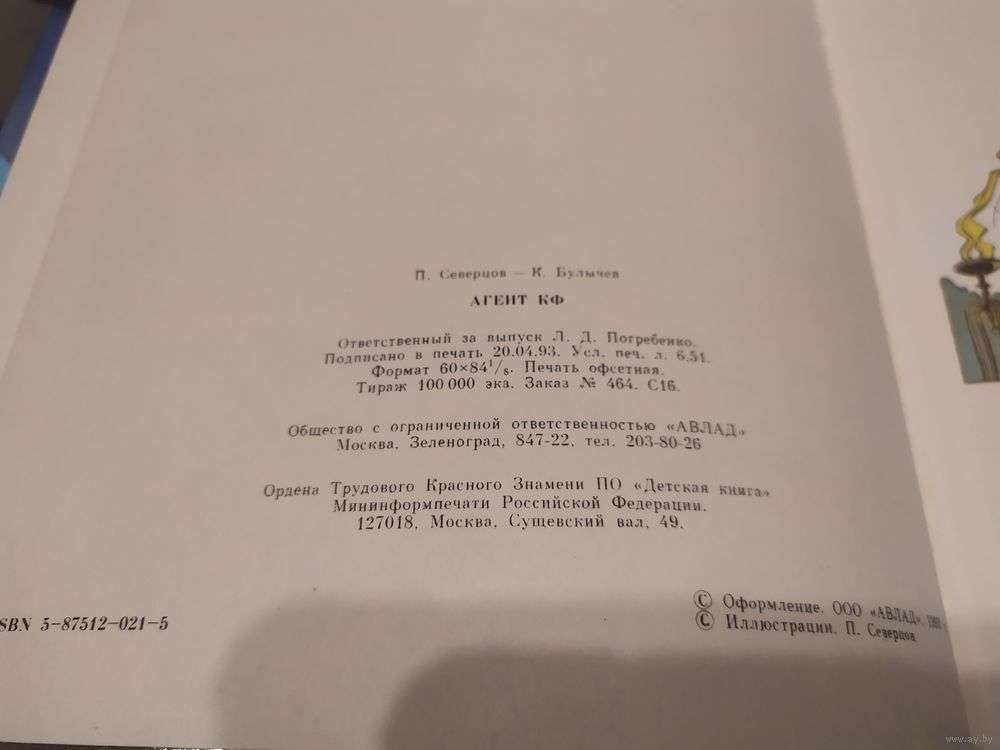 П. Северцов — К. Булычев
АГЕНТ КФ
Ответственный за выпуск Л. Д. Погребенко.
Подписано в печать 20.04.93. Усл. печ. л. 6,51.
Формат 60×84¹/₈. Печать офсетная.
Тираж 100 000 экз. Заказ № 464. С16.
Общество с ограниченной ответственностью «АВЛАД»
Москва, Зеленоград, 847-22, тел. 203-80-26
Ордена Трудового Красного Знамени ПО «Детская книга»
Мининформпечати Российской Федерации.
127018, Москва, Сущевский вал, 49.
SBN 5-87512-021-5
© Оформление. ООО «АВЛАД».
© Иллюстрации. П. Северцов.
www.ay.by